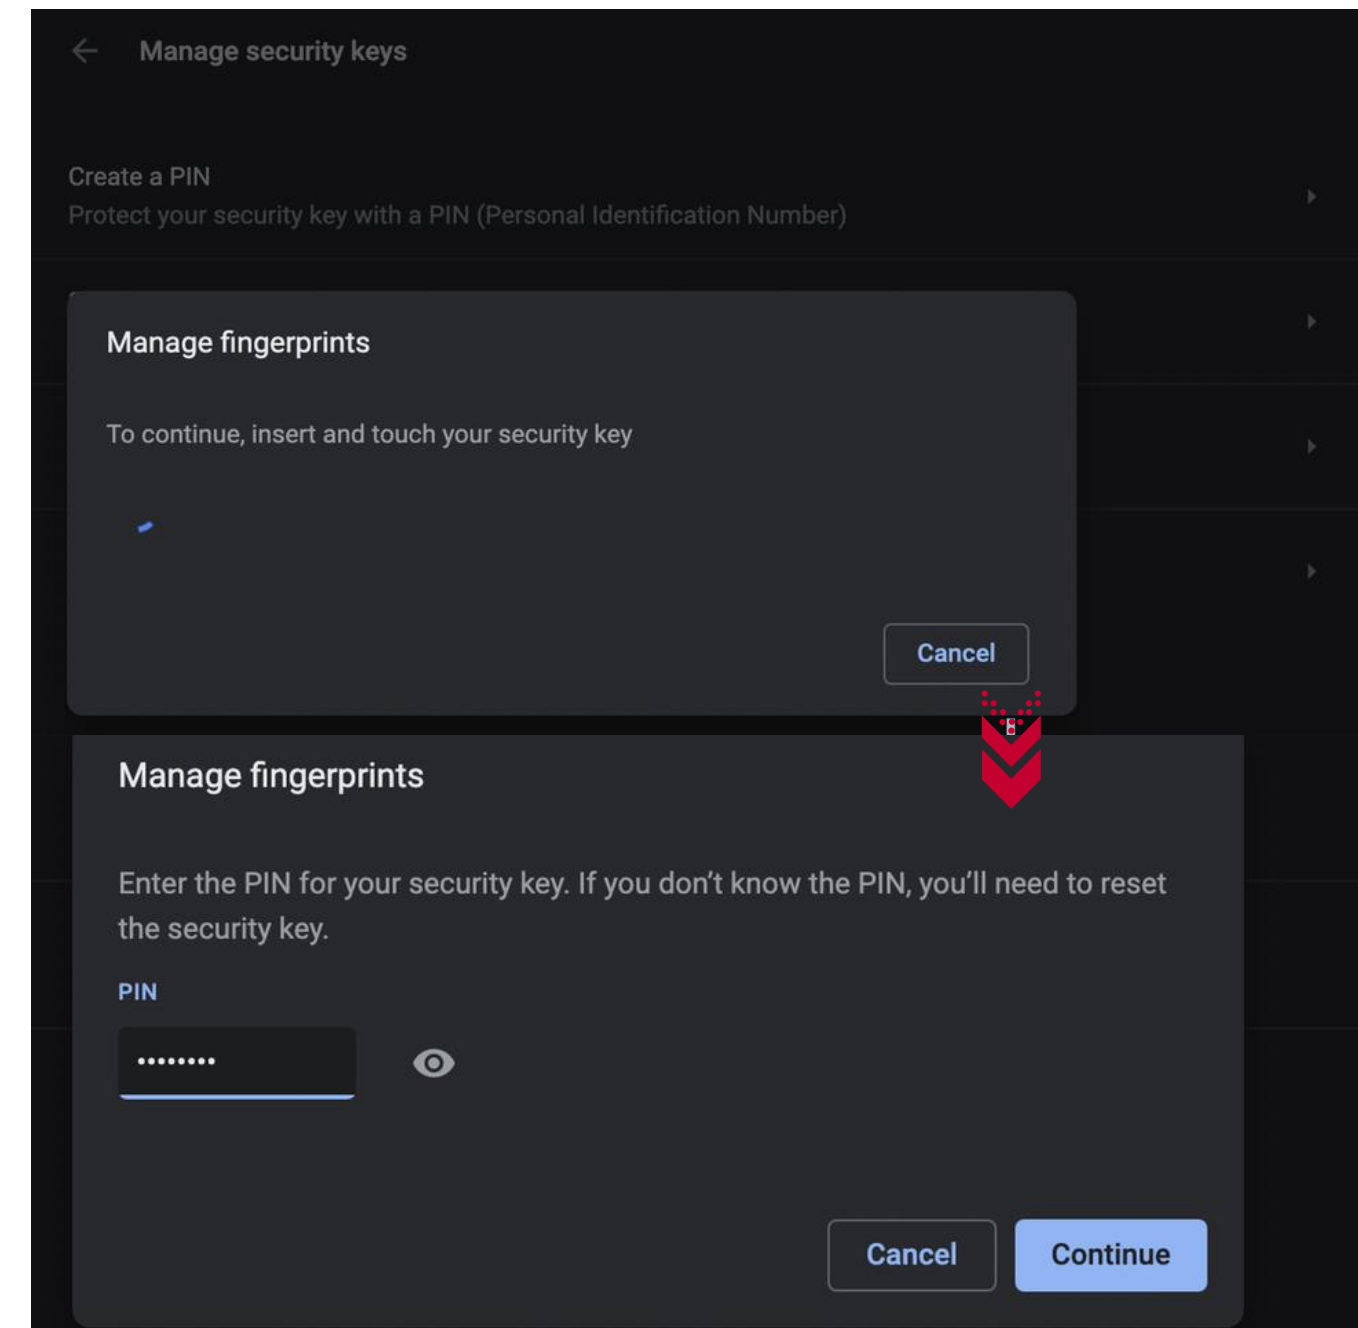 Manage security keys
Create a PIN
Protect your security key with a PIN (Personal Identification Number)
Manage fingerprints
To continue, insert and touch your security key
Cancel
Manage fingerprints
Enter the PIN for your security key. If you don’t know the PIN, you’ll need to reset
the security key.
PIN
••••••••
Cancel
Continue